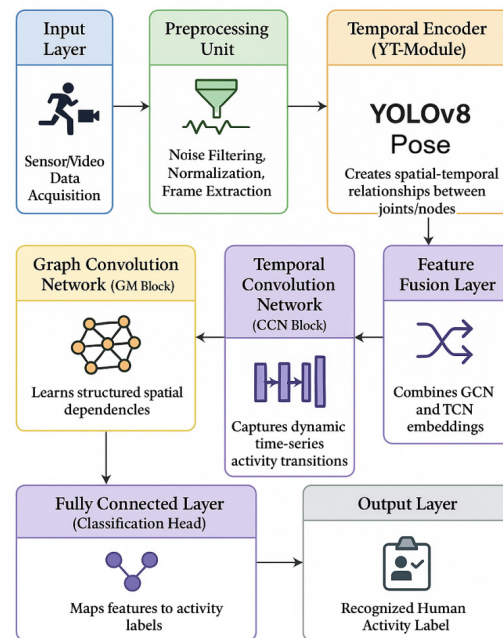 Input
Layer
Sensor/Video
Data
Acquisition
Preprocessing
Unit
Noise Filtering,
Normalization,
Frame Extraction
Temporal Encoder
(YT-Module)
YOLOv8
Pose
Creates spatial-temporal
relationships between
joints/nodes
Graph Convolution
Network (GM Block)
Learns structured spatial
dependencles
Temporal
Convolution
Network
(CCN Block)
Captures dynamic
time-series
activity transitions
Feature
Fusion Layer
Combines GCN
and TCN
embeddings
Fully Connected Layer
(Classification Head)
Maps features to activity
labels
Output Layer
Recognized Human
Activity Label